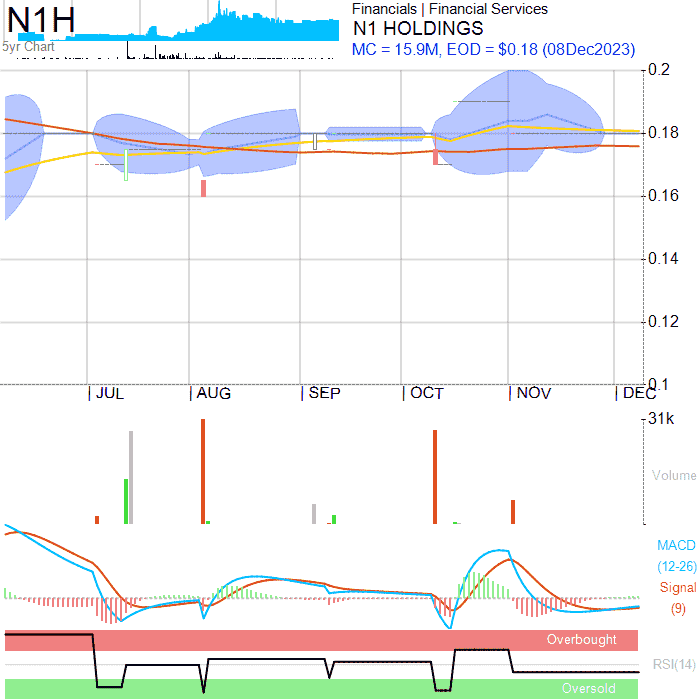 N1H
Financials | Financial Services
N1 HOLDINGS
5yr Chart
MC = 15.9M, EOD = $0.18 (08Dec2023)
0.2
0.18
0.16
0.14
0.12
0.1
JUL AUG SEP OCT NOV DEC
31k
Volume
MACD
(12-26)
Signal
(9)
Overbought
RSI(14)
Oversold